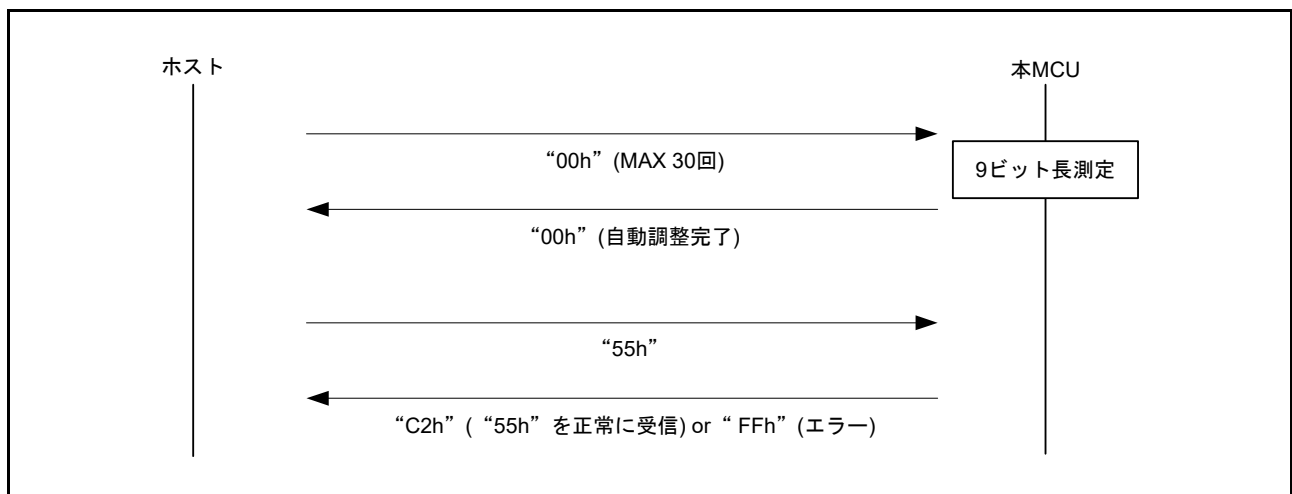 ホスト
本MCU
“00h” (MAX 30回)
9ビット長測定
“00h” (自動調整完了)
“55h”
“C2h” ( “55h” を正常に受信) or “ FFh” (エラー)